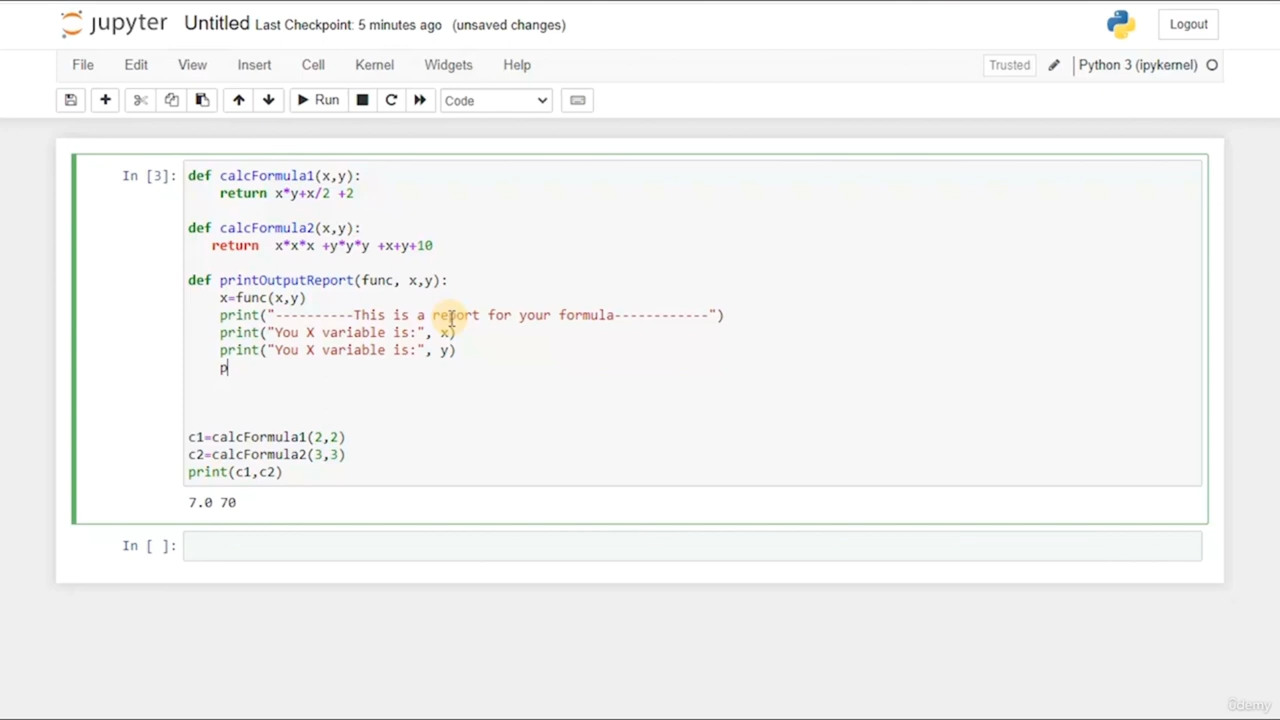 jupyter Untitled Last Checkpoint: 5 minutes ago (unsaved changes) Logout
File Edit View Insert Cell Kernel Widgets Help Trusted Python 3 (ipykernel)
Run Code
In [3]: def calcFormula1(x,y):
return x*y+x/2 +2
def calcFormula2(x,y):
return x*x*x +y*y*y +x+y+10
def printOutputReport(func, x,y):
x=func(x,y)
print("----------This is a report for your formula------------")
print("You X variable is:", x)
print("You X variable is:", y)
p
c1=calcFormula1(2,2)
c2=calcFormula2(3,3)
print(c1,c2)
7.0 70
In [ ]:
ûdemy